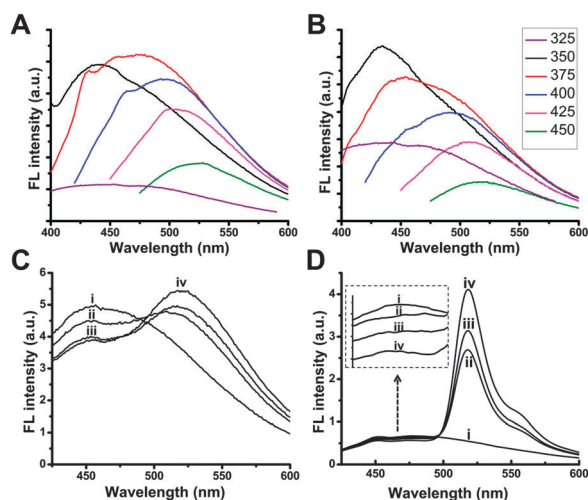 A
FL intensity (a.u.)
400 450 500 550 600
Wavelength (nm)
B
FL intensity (a.u.)
400 450 500 550 600
Wavelength (nm)
325
350
375
400
425
450
C
FL intensity (a.u.)
6
5
4
3
2
1
0
450 500 550 600
Wavelength (nm)
i
ii
iii
iv
D
FL intensity (a.u.)
4
3
2
1
0
450 500 550 600
Wavelength (nm)
i
ii
iii
iv
iv
iii
ii
i